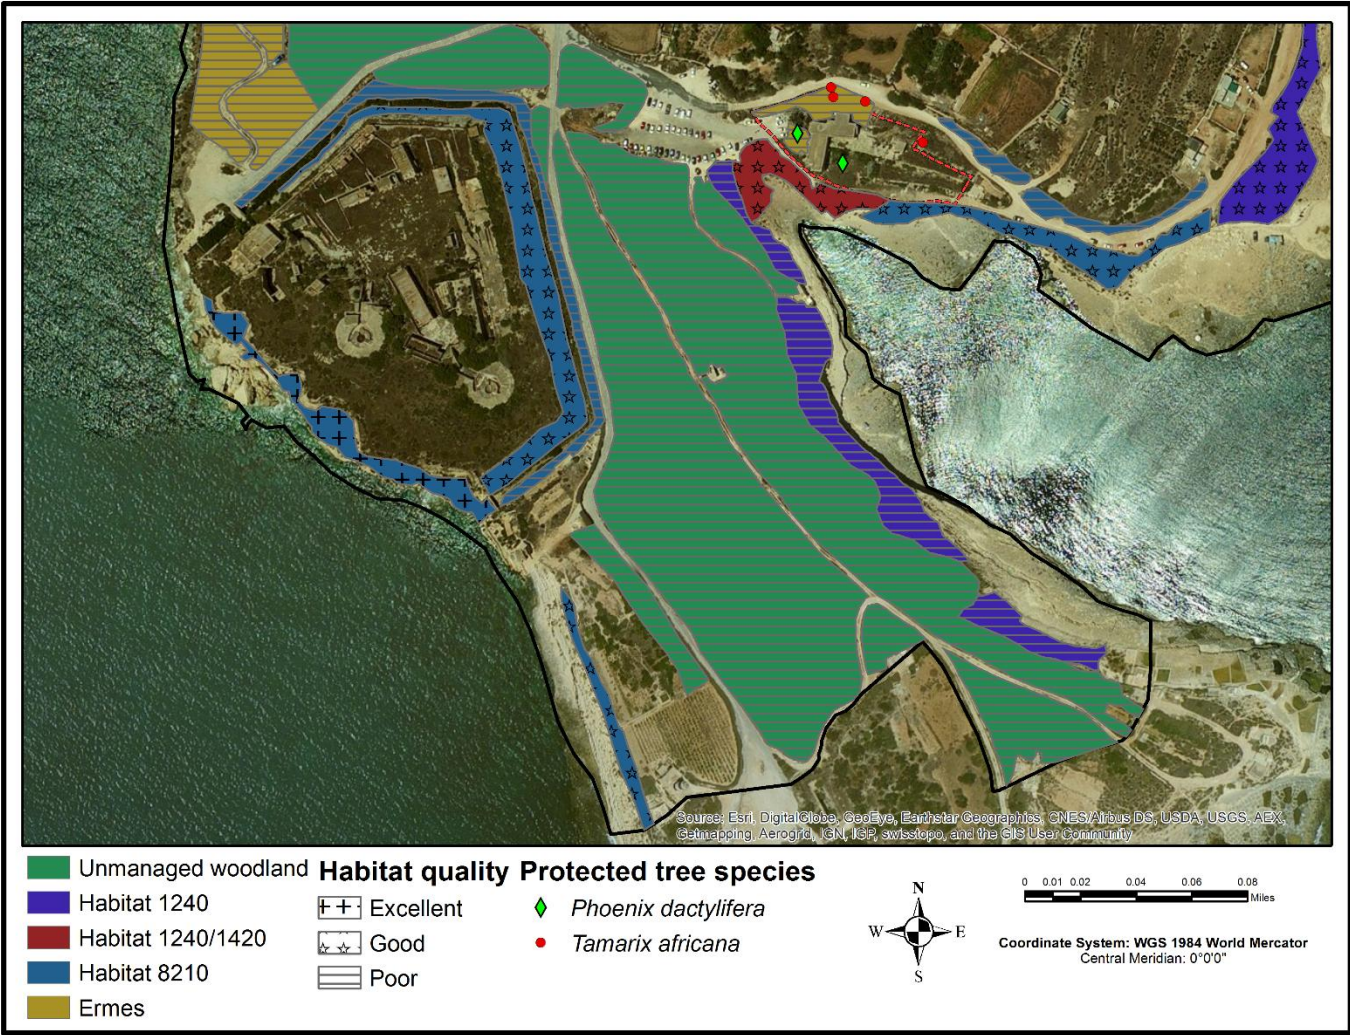 Source: Esri, DigitalGlobe, GeoEye, Earthstar Geographics, CNES/Airbus DS, USDA, USGS, AEX,
Getmapping, Aerogrid, IGN, IGP, swisstopo, and the GIS User Community
Unmanaged woodland
Habitat 1240
Habitat 1240/1420
Habitat 8210
Ermes
Habitat quality
Excellent
Good
Poor
Protected tree species
Phoenix dactylifera
Tamarix africana
N
W E
S
0 0.01 0.02 0.04 0.06 0.08
Miles
Coordinate System: WGS 1984 World Mercator
Central Meridian: 0°0'0"